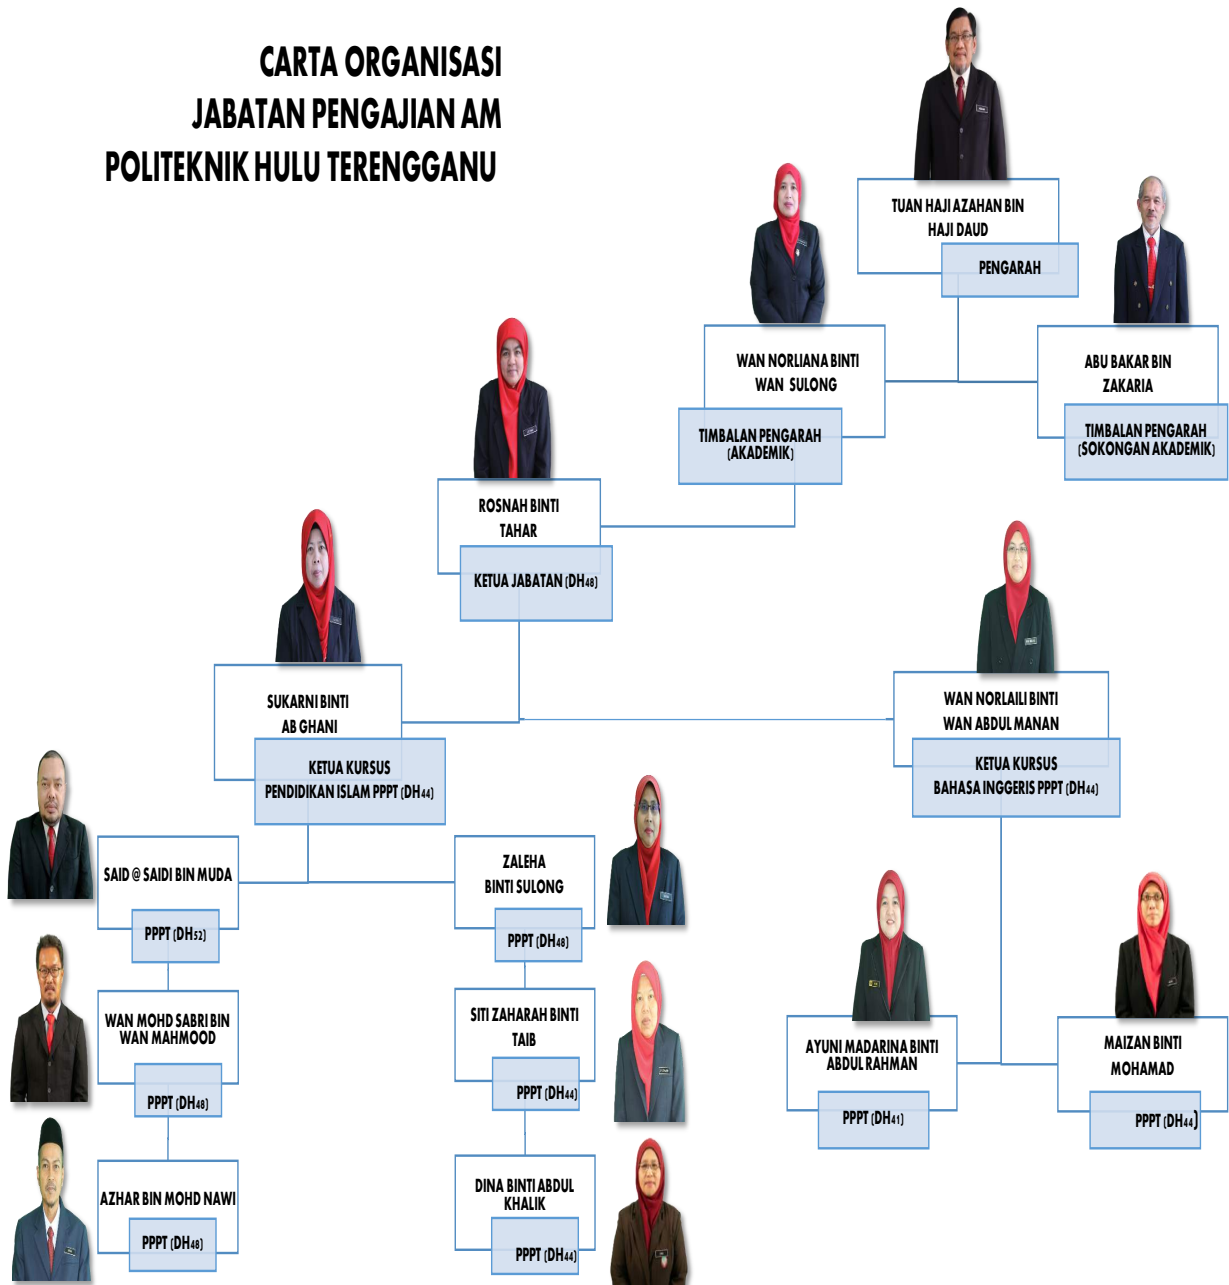 CARTA ORGANISASI
JABATAN PENGAJIAN AM
POLITEKNIK HULU TERENGGANU
TUAN HAJI AZAHAN BIN
HAJI DAUD
PENGARAH
WAN NORLIANA BINTI
WAN SULONG
TIMBALAN PENGARAH
(AKADEMIK)
ABU BAKAR BIN
ZAKARIA
TIMBALAN PENGARAH
(SOKONGAN AKADEMIK)
ROSNAH BINTI
TAHAR
KETUA JABATAN (DH48)
SUKARNI BINTI
AB GHANI
KETUA KURSUS
PENDIDIKAN ISLAM PPPT (DH44)
WAN NORLAILI BINTI
WAN ABDUL MANAN
KETUA KURSUS
BAHASA INGGERIS PPPT (DH44)
SAID @ SAIDI BIN MUDA
PPPT (DH52)
ZALEHA
BINTI SULONG
PPPT (DH48)
WAN MOHD SABRI BIN
WAN MAHMOOD
PPPT (DH48)
SITI ZAHARAH BINTI
TAIB
PPPT (DH44)
AYUNI MADARINA BINTI
ABDUL RAHMAN
PPPT (DH41)
MAIZAN BINTI
MOHAMAD
PPPT (DH44)
AZHAR BIN MOHD NAWI
PPPT (DH48)
DINA BINTI ABDUL
KHALIK
PPPT (DH44)